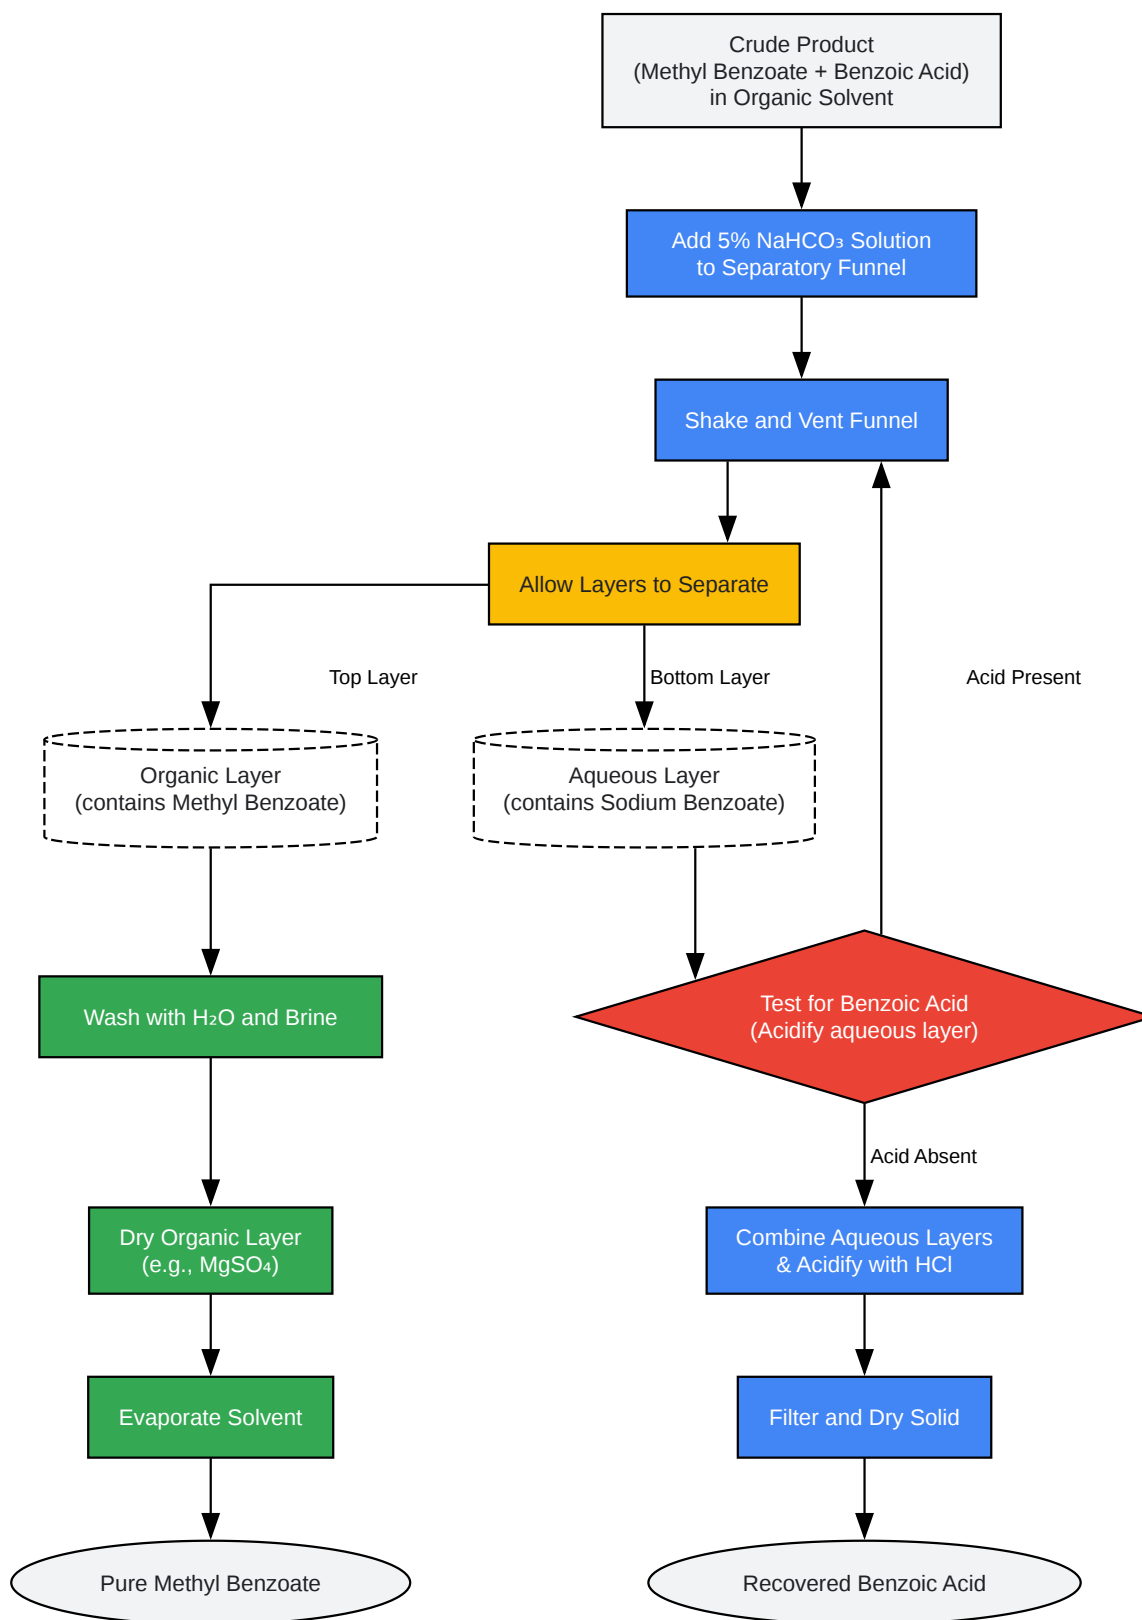 Crude Product
(Methyl Benzoate + Benzoic Acid)
in Organic Solvent
Add 5% NaHCO₃ Solution
to Separatory Funnel
Shake and Vent Funnel
Allow Layers to Separate
Top Layer
Bottom Layer
Acid Present
Organic Layer
(contains Methyl Benzoate)
Aqueous Layer
(contains Sodium Benzoate)
Wash with H₂O and Brine
Test for Benzoic Acid
(Acidify aqueous layer)
Acid Absent
Dry Organic Layer
(e.g., MgSO₄)
Combine Aqueous Layers
& Acidify with HCl
Evaporate Solvent
Filter and Dry Solid
Pure Methyl Benzoate
Recovered Benzoic Acid